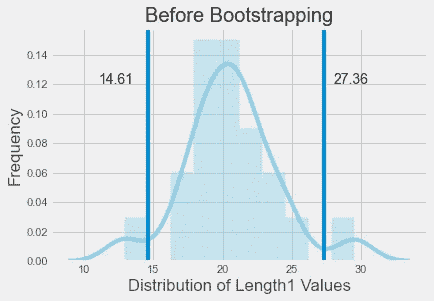 Before Bootstrapping
Frequency
0.14
0.12
0.10
0.08
0.06
0.04
0.02
0.00
14.61
27.36
10 15 20 25 30
Distribution of Length1 Values